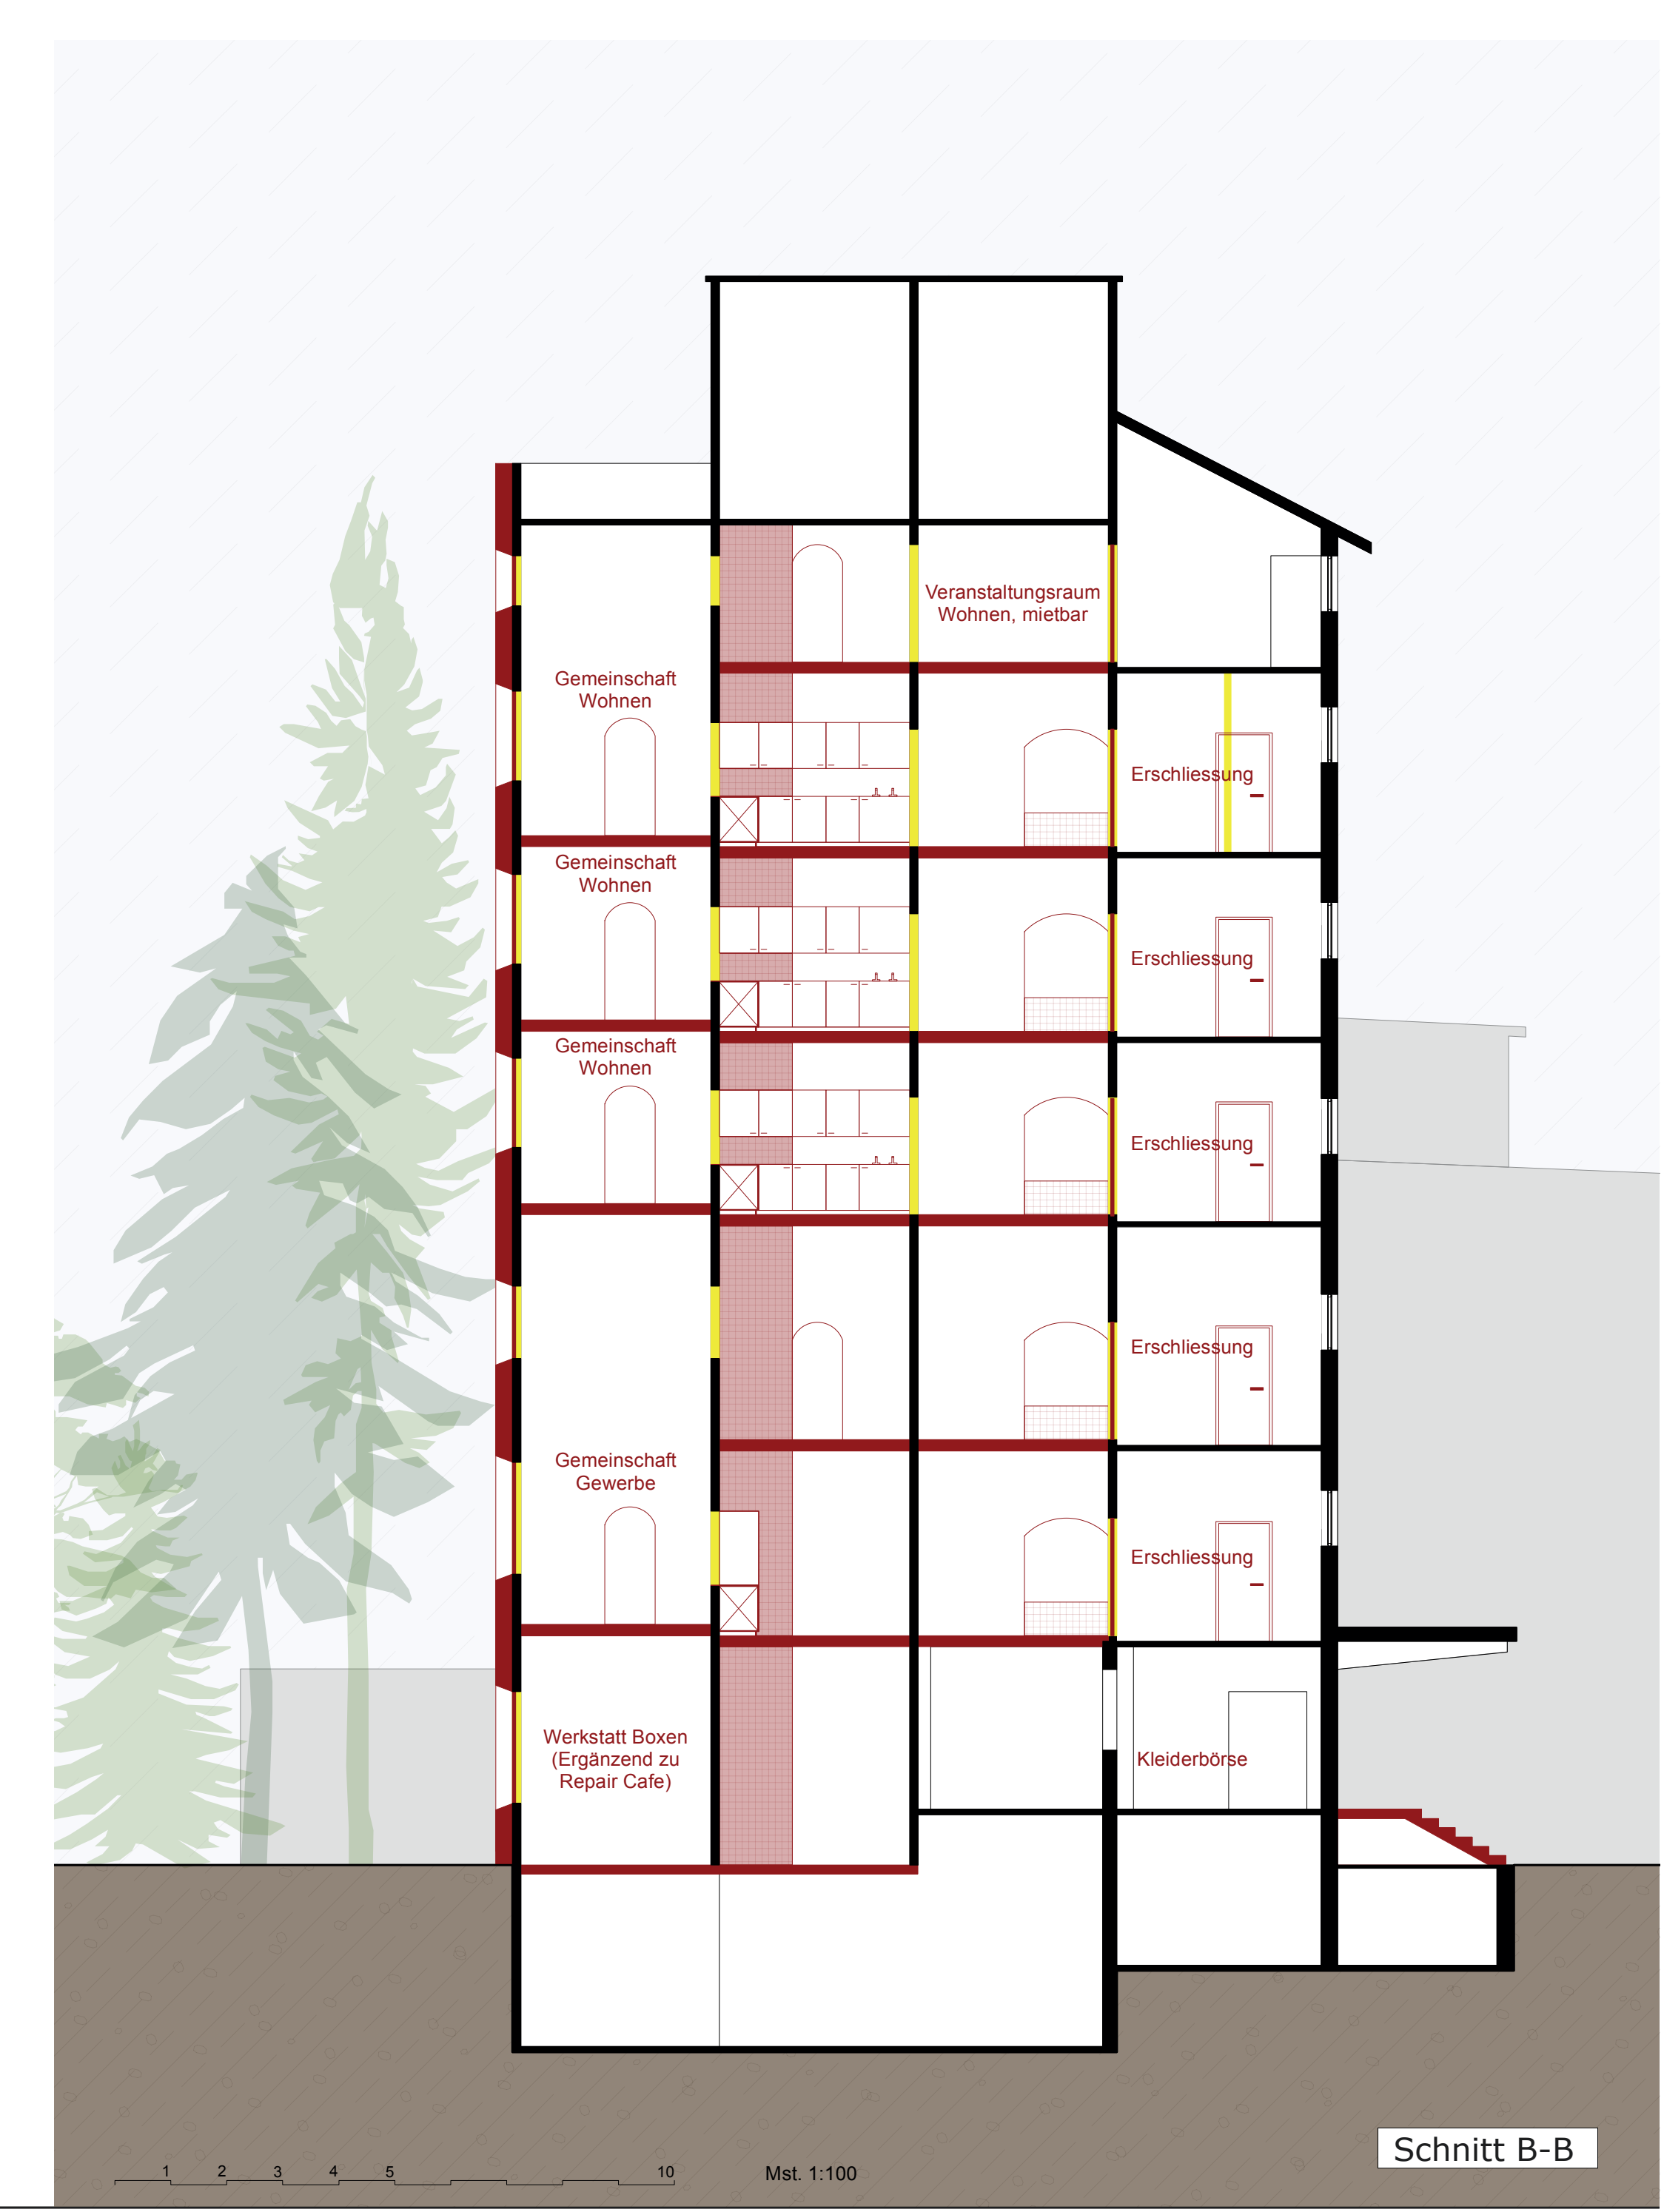 Veranstaltungsraum
Wohnen, mietbar
Gemeinschaft
Wohnen
Erschliessung
Gemeinschaft
Wohnen
Erschliessung
Gemeinschaft
Wohnen
Erschliessung
Erschliessung
Gemeinschaft
Gewerbe
Erschliessung
Werkstatt Boxen
(Ergänzend zu
Repair Cafe)
Kleiderbörse
Schnitt B-B
1 2 3 4 5 10
Mst. 1:100